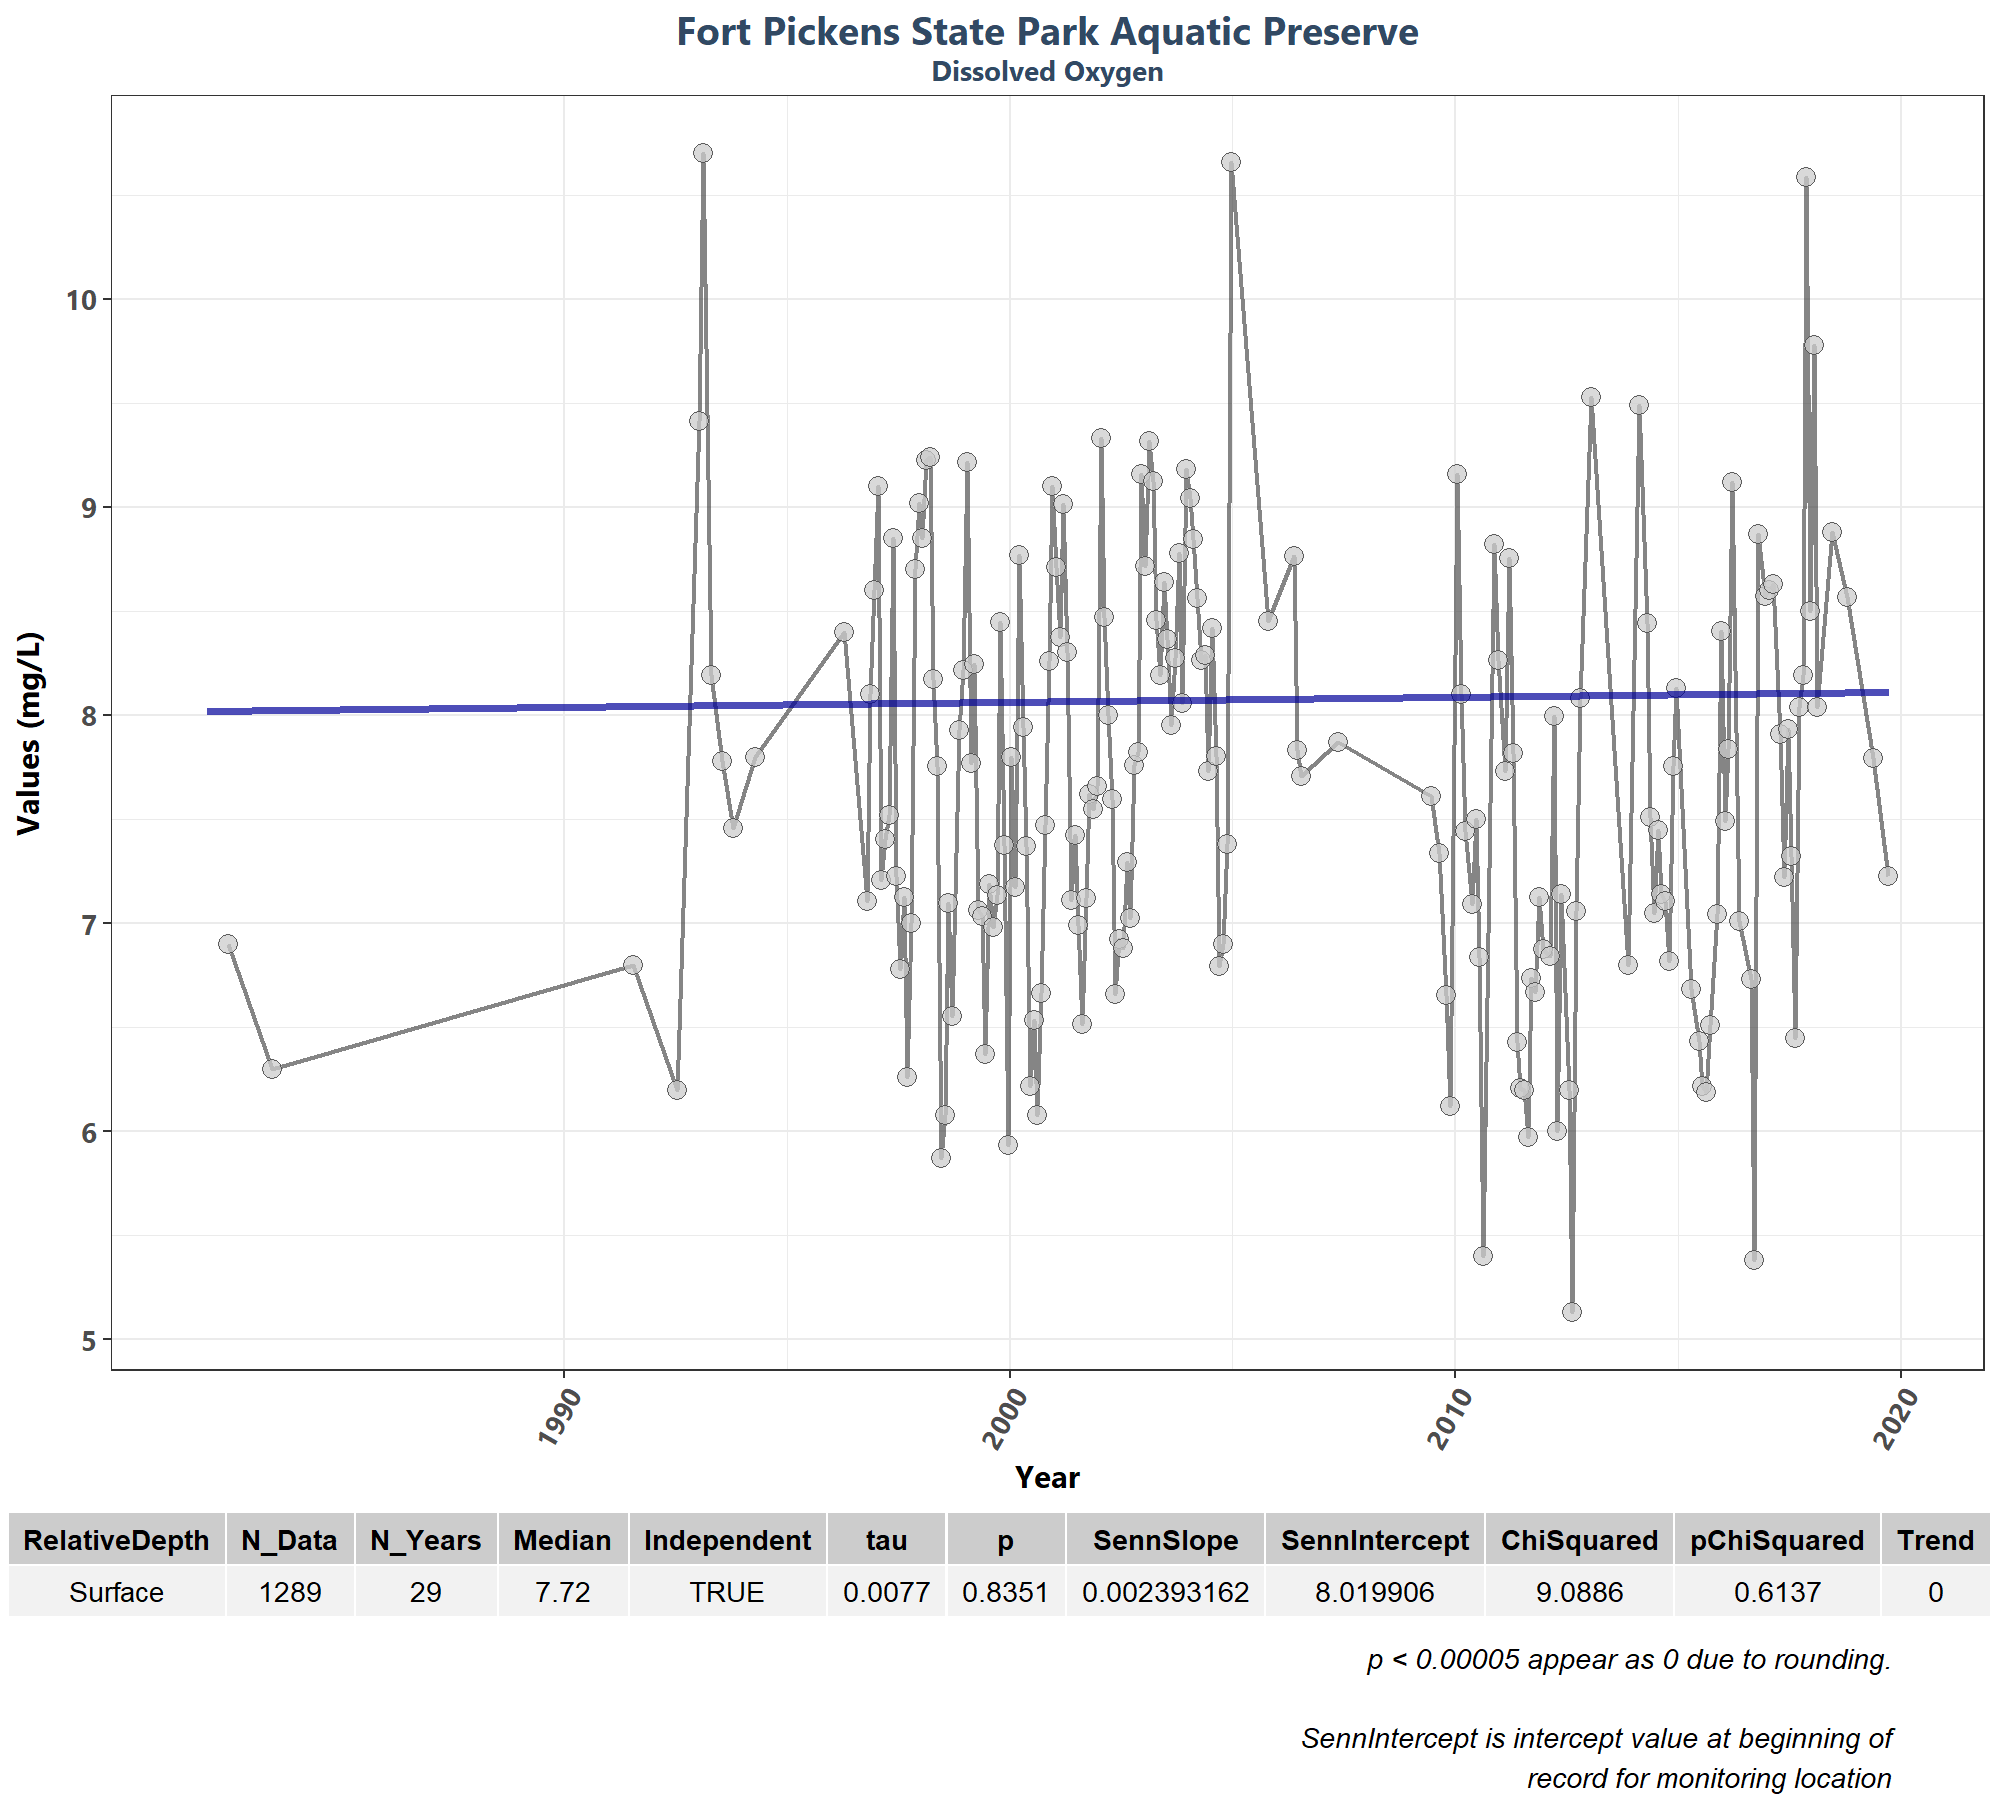 Fort Pickens State Park Aquatic Preserve
Dissolved Oxygen
Values (mg/L)
10
9
8
7
6
5
1990 2000 2010 2020
Year
RelativeDepth N_Data N_Years Median Independent tau p SennSlope SennIntercept ChiSquared pChiSquared Trend
Surface 1289 29 7.72 TRUE 0.0077 0.8351 0.002393162 8.019906 9.0886 0.6137 0
p < 0.00005 appear as 0 due to rounding.
SennIntercept is intercept value at beginning of
record for monitoring location